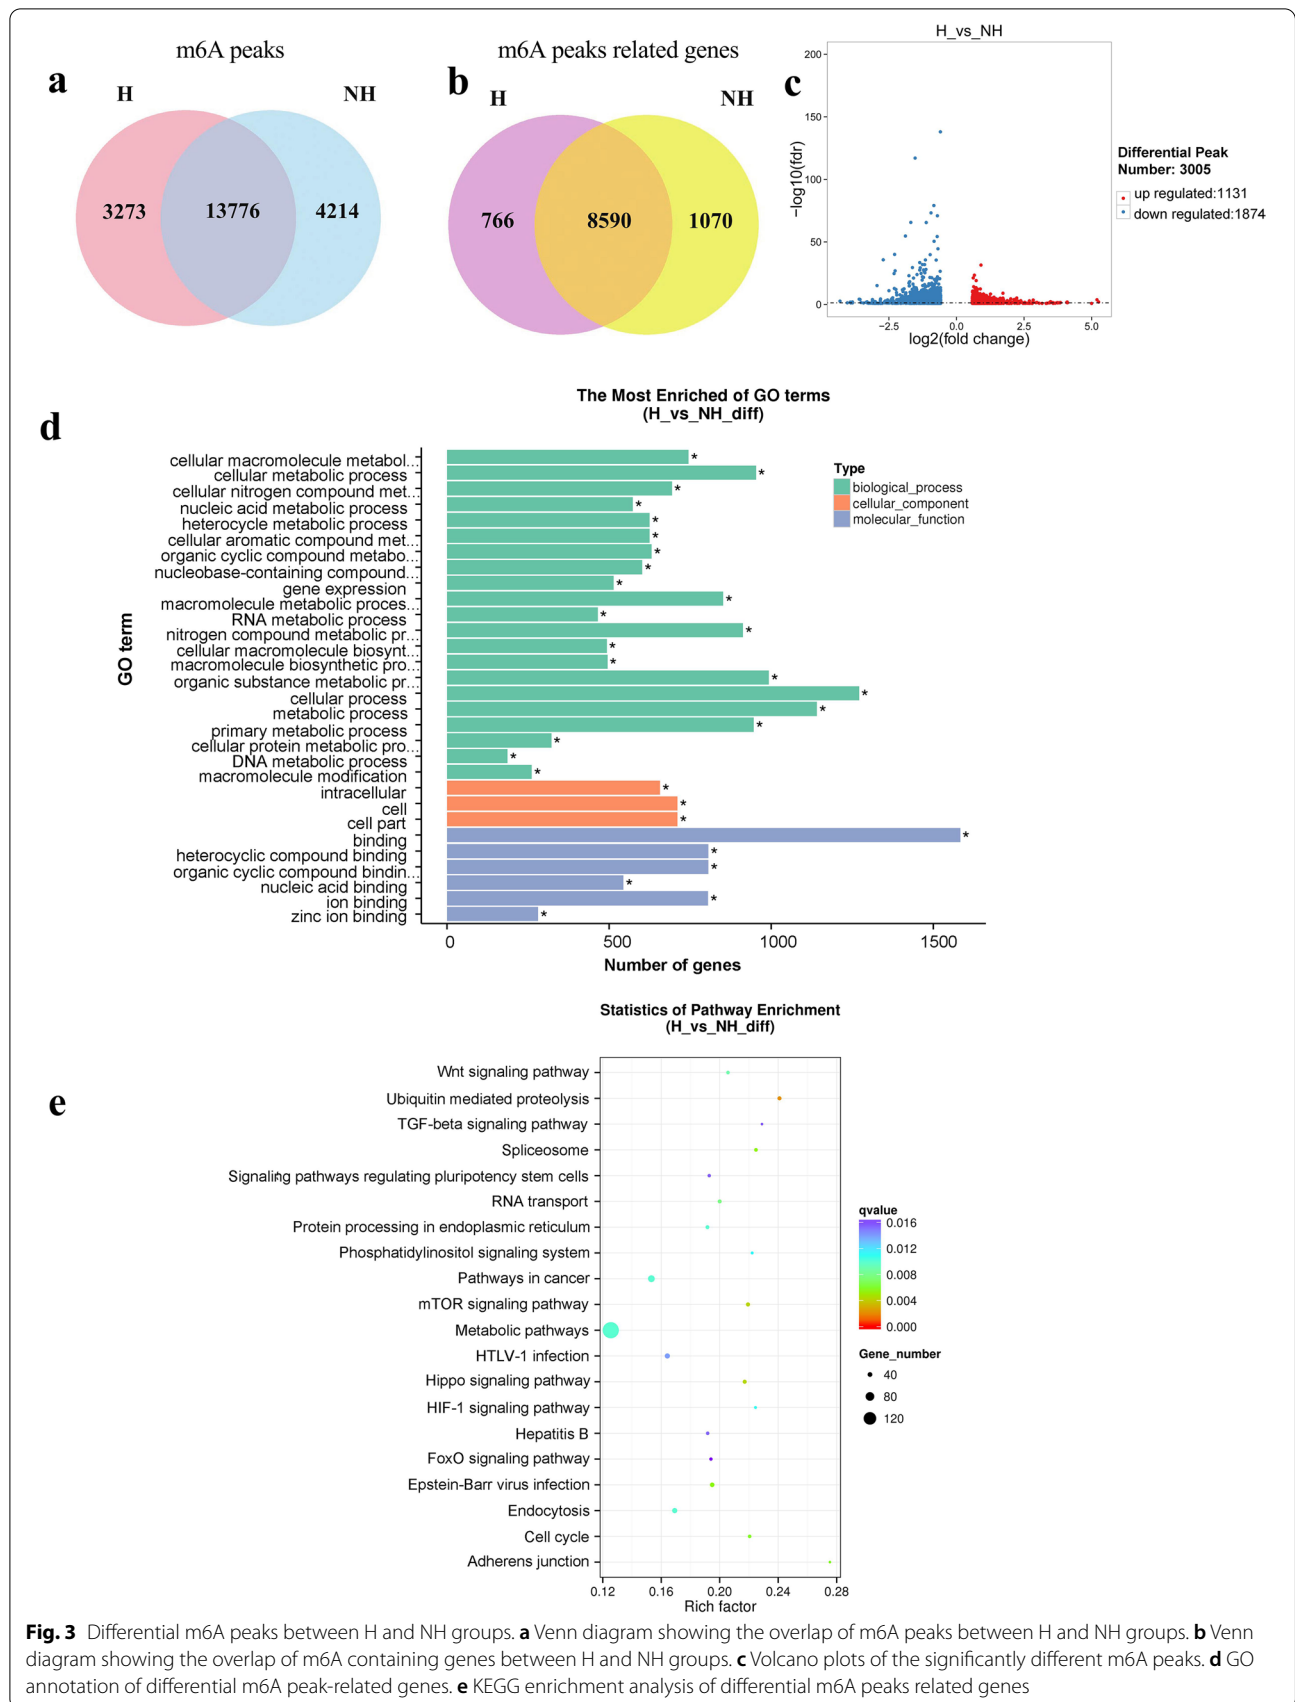 m6A peaks
a
H
NH
3273
13776
4214
m6A peaks related genes
b
H
NH
766
8590
1070
c
H_vs_NH
200
150
100
50
0
−log10(fdr)
−2.5
0.0
2.5
5.0
log2(fold change)
Differential Peak
Number: 3005
up regulated:1131
down regulated:1874
d
The Most Enriched of GO terms
(H_vs_NH_diff)
GO term
cellular macromolecule metabol...
cellular metabolic process
cellular nitrogen compound met...
nucleic acid metabolic process
heterocycle metabolic process
cellular aromatic compound met...
organic cyclic compound metabo...
nucleobase-containing compound...
gene expression
macromolecule metabolic proces...
RNA metabolic process
nitrogen compound metabolic pr...
cellular macromolecule biosynt...
macromolecule biosynthetic pro...
organic substance metabolic pr...
cellular process
metabolic process
primary metabolic process
cellular protein metabolic pro...
DNA metabolic process
macromolecule modification
intracellular
cell
cell part
binding
heterocyclic compound binding
organic cyclic compound bindin...
nucleic acid binding
ion binding
zinc ion binding
0
500
1000
1500
Number of genes
Type
biological_process
cellular_component
molecular_function
e
Statistics of Pathway Enrichment
(H_vs_NH_diff)
Wnt signaling pathway
Ubiquitin mediated proteolysis
TGF-beta signaling pathway
Spliceosome
Signaling pathways regulating pluripotency stem cells
RNA transport
Protein processing in endoplasmic reticulum
Phosphatidylinositol signaling system
Pathways in cancer
mTOR signaling pathway
Metabolic pathways
HTLV-1 infection
Hippo signaling pathway
HIF-1 signaling pathway
Hepatitis B
FoxO signaling pathway
Epstein-Barr virus infection
Endocytosis
Cell cycle
Adherens junction
0.12
0.16
0.20
0.24
0.28
Rich factor
qvalue
0.016
0.012
0.008
0.004
0.000
Gene_number
40
80
120
Fig. 3 Differential m6A peaks between H and NH groups. a Venn diagram showing the overlap of m6A peaks between H and NH groups. b Venn
diagram showing the overlap of m6A containing genes between H and NH groups. c Volcano plots of the significantly different m6A peaks. d GO
annotation of differential m6A peak-related genes. e KEGG enrichment analysis of differential m6A peaks related genes